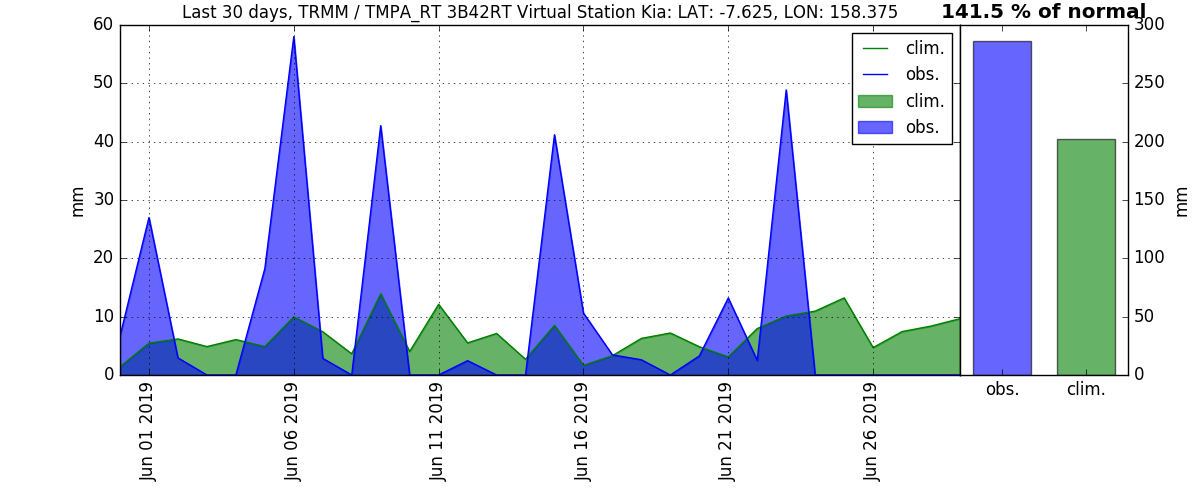 Last 30 days, TRMM / TMPA_RT 3B42RT Virtual Station Kia: LAT: -7.625, LON: 158.375
141.5 % of normal
60
50
40
30
20
10
0
mm
clim.
obs.
clim.
obs.
300
250
200
150
100
50
0
mm
Jun 01 2019
Jun 06 2019
Jun 11 2019
Jun 16 2019
Jun 21 2019
Jun 26 2019
obs.
clim.